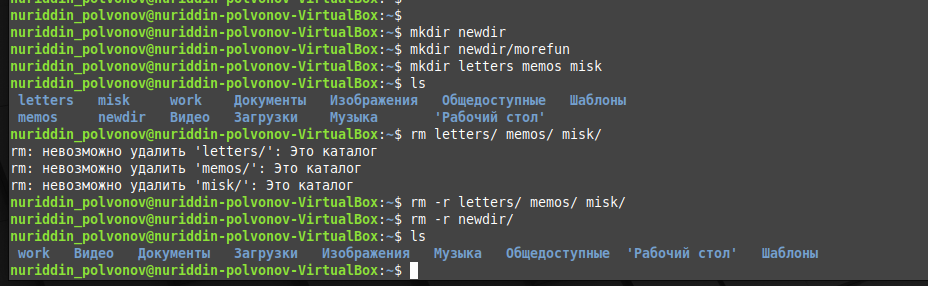 nuriddin_polvonov@nuriddin-polvonov-VirtualBox:~$
nuriddin_polvonov@nuriddin-polvonov-VirtualBox:~$ mkdir newdir
nuriddin_polvonov@nuriddin-polvonov-VirtualBox:~$ mkdir newdir/morefun
nuriddin_polvonov@nuriddin-polvonov-VirtualBox:~$ mkdir letters memos misk
nuriddin_polvonov@nuriddin-polvonov-VirtualBox:~$ ls
letters misk work Документы Изображения Общедоступные Шаблоны
memos newdir Видео Загрузки Музыка 'Рабочий стол'
nuriddin_polvonov@nuriddin-polvonov-VirtualBox:~$ rm letters/ memos/ misk/
rm: невозможно удалить 'letters/': Это каталог
rm: невозможно удалить 'memos/': Это каталог
rm: невозможно удалить 'misk/': Это каталог
nuriddin_polvonov@nuriddin-polvonov-VirtualBox:~$ rm -r letters/ memos/ misk/
nuriddin_polvonov@nuriddin-polvonov-VirtualBox:~$ rm -r newdir/
nuriddin_polvonov@nuriddin-polvonov-VirtualBox:~$ ls
work Видео Документы Загрузки Изображения Музыка Общедоступные 'Рабочий стол' Шаблоны
nuriddin_polvonov@nuriddin-polvonov-VirtualBox:~$